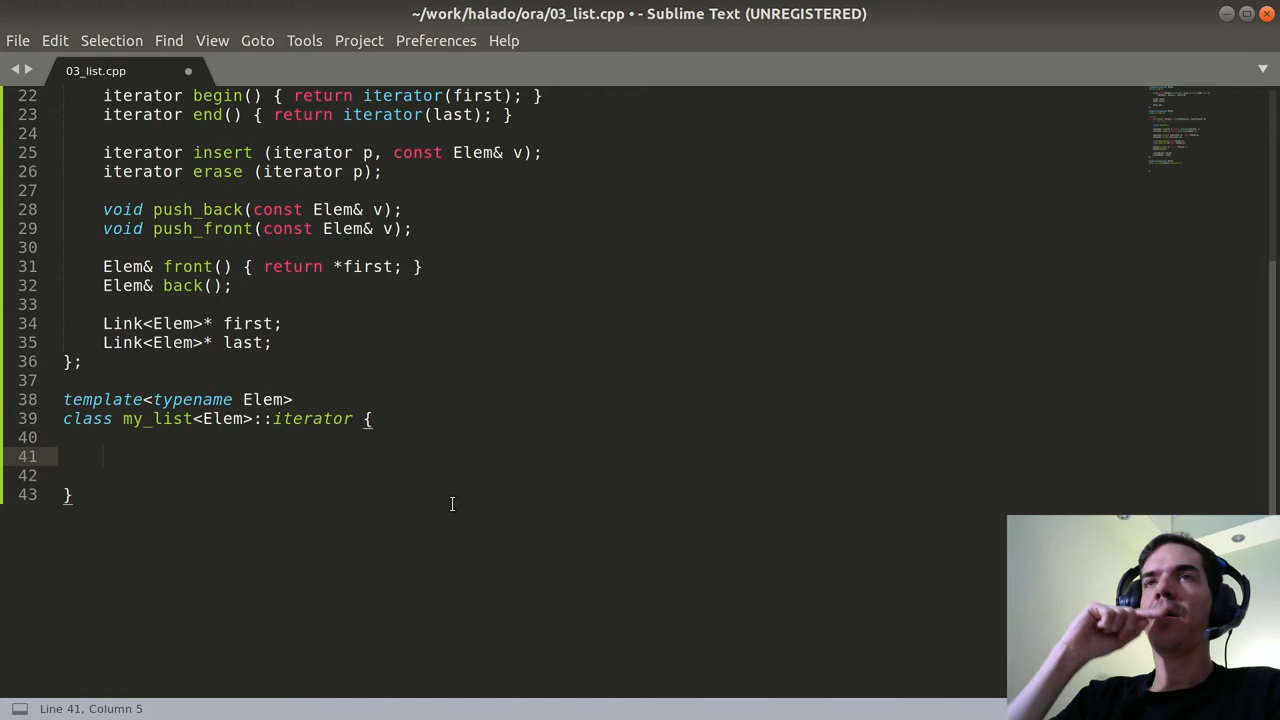 ~/work/halado/ora/03_list.cpp • - Sublime Text (UNREGISTERED)
File Edit Selection Find View Goto Tools Project Preferences Help
03_list.cpp
22 iterator begin() { return iterator(first); }
23 iterator end() { return iterator(last); }
24
25 iterator insert (iterator p, const Elem& v);
26 iterator erase (iterator p);
27
28 void push_back(const Elem& v);
29 void push_front(const Elem& v);
30
31 Elem& front() { return *first; }
32 Elem& back();
33
34 Link<Elem>* first;
35 Link<Elem>* last;
36 };
37
38 template<typename Elem>
39 class my_list<Elem>::iterator {
40
41
42
43 }
Line 41, Column 5